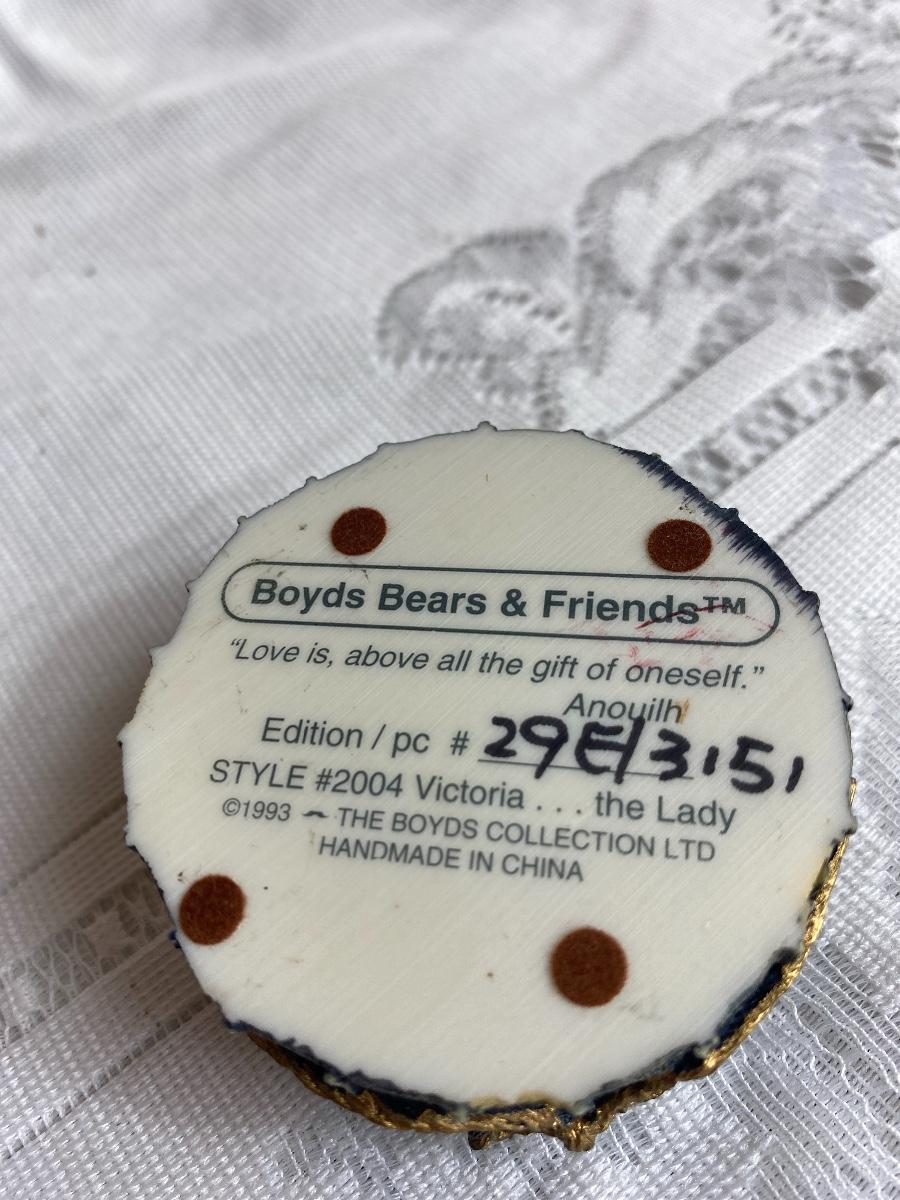 Boyds Bears & Friends™
“Love is, above all the gift of oneself.”
Anouilh
Edition / pc # 29E/3151
STYLE #2004 Victoria . . . the Lady
©1993 THE BOYDS COLLECTION LTD
HANDMADE IN CHINA